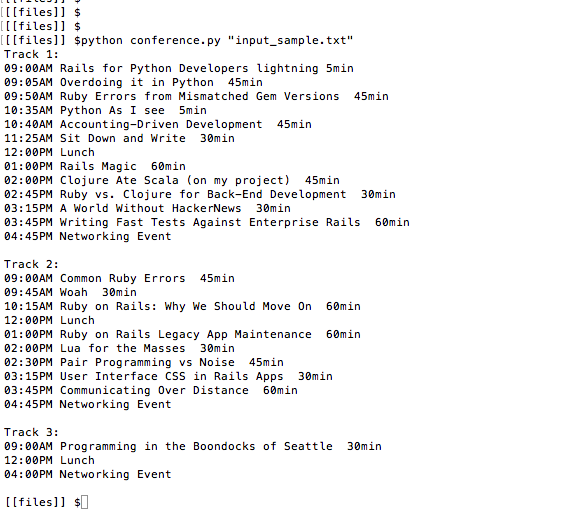 [[[files]] $
[[[files]] $
[[[files]] $python conference.py "input_sample.txt"
Track 1:
09:00AM Rails for Python Developers lightning 5min
09:05AM Overdoing it in Python  45min
09:50AM Ruby Errors from Mismatched Gem Versions  45min
10:35AM Python As I see  5min
10:40AM Accounting-Driven Development  45min
11:25AM Sit Down and Write  30min
12:00PM Lunch
01:00PM Rails Magic  60min
02:00PM Clojure Ate Scala (on my project)  45min
02:45PM Ruby vs. Clojure for Back-End Development  30min
03:15PM A World Without HackerNews  30min
03:45PM Writing Fast Tests Against Enterprise Rails  60min
04:45PM Networking Event

Track 2:
09:00AM Common Ruby Errors  45min
09:45AM Woah  30min
10:15AM Ruby on Rails: Why We Should Move On  60min
12:00PM Lunch
01:00PM Ruby on Rails Legacy App Maintenance  60min
02:00PM Lua for the Masses  30min
02:30PM Pair Programming vs Noise  45min
03:15PM User Interface CSS in Rails Apps  30min
03:45PM Communicating Over Distance  60min
04:45PM Networking Event

Track 3:
09:00AM Programming in the Boondocks of Seattle  30min
12:00PM Lunch
04:00PM Networking Event

[[files]] $